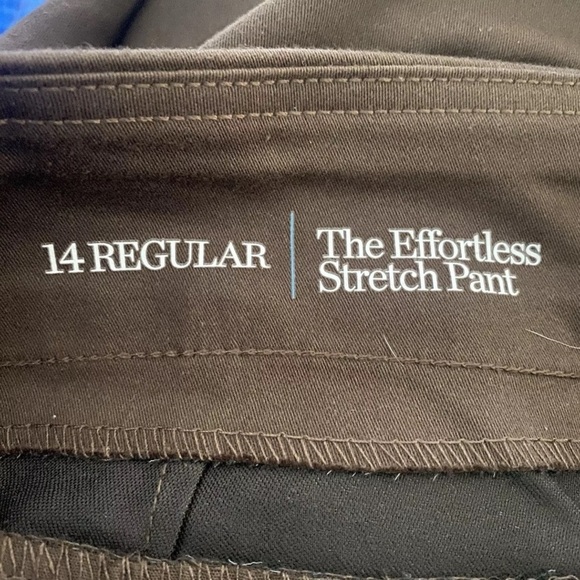 14 REGULAR
The Effortless
Stretch Pant